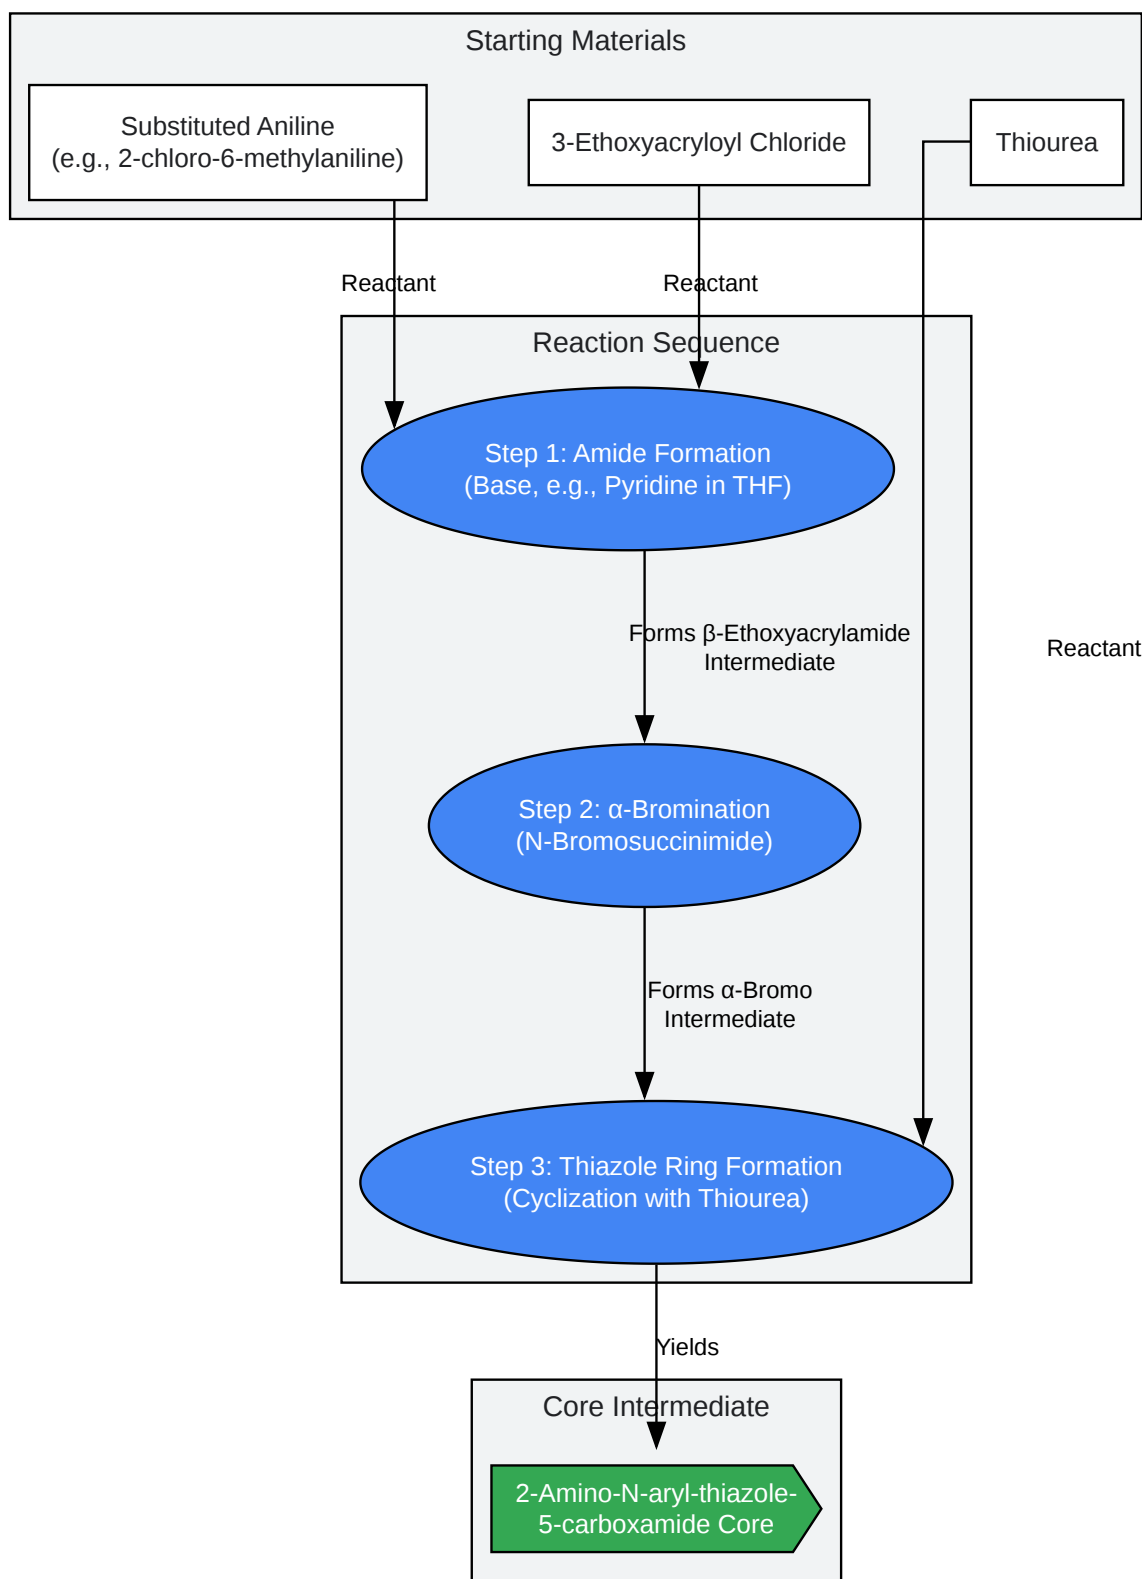 Starting Materials
Substituted Aniline
(e.g., 2-chloro-6-methylaniline)
3-Ethoxyacryloyl Chloride
Thiourea
Reactant
Reactant
Reaction Sequence
Step 1: Amide Formation
(Base, e.g., Pyridine in THF)
Forms β-Ethoxyacrylamide
Intermediate
Reactant
Step 2: α-Bromination
(N-Bromosuccinimide)
Forms α-Bromo
Intermediate
Step 3: Thiazole Ring Formation
(Cyclization with Thiourea)
Yields
Core Intermediate
2-Amino-N-aryl-thiazole-
5-carboxamide Core